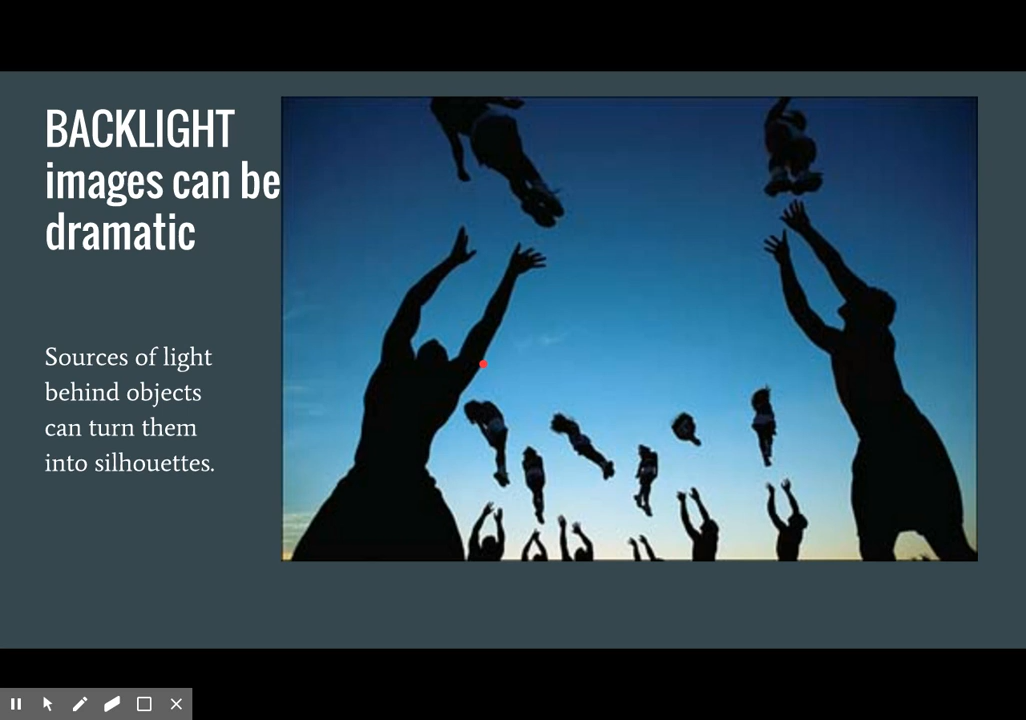 BACKLIGHT
images can be
dramatic
Sources of light
behind objects
can turn them
into silhouettes.